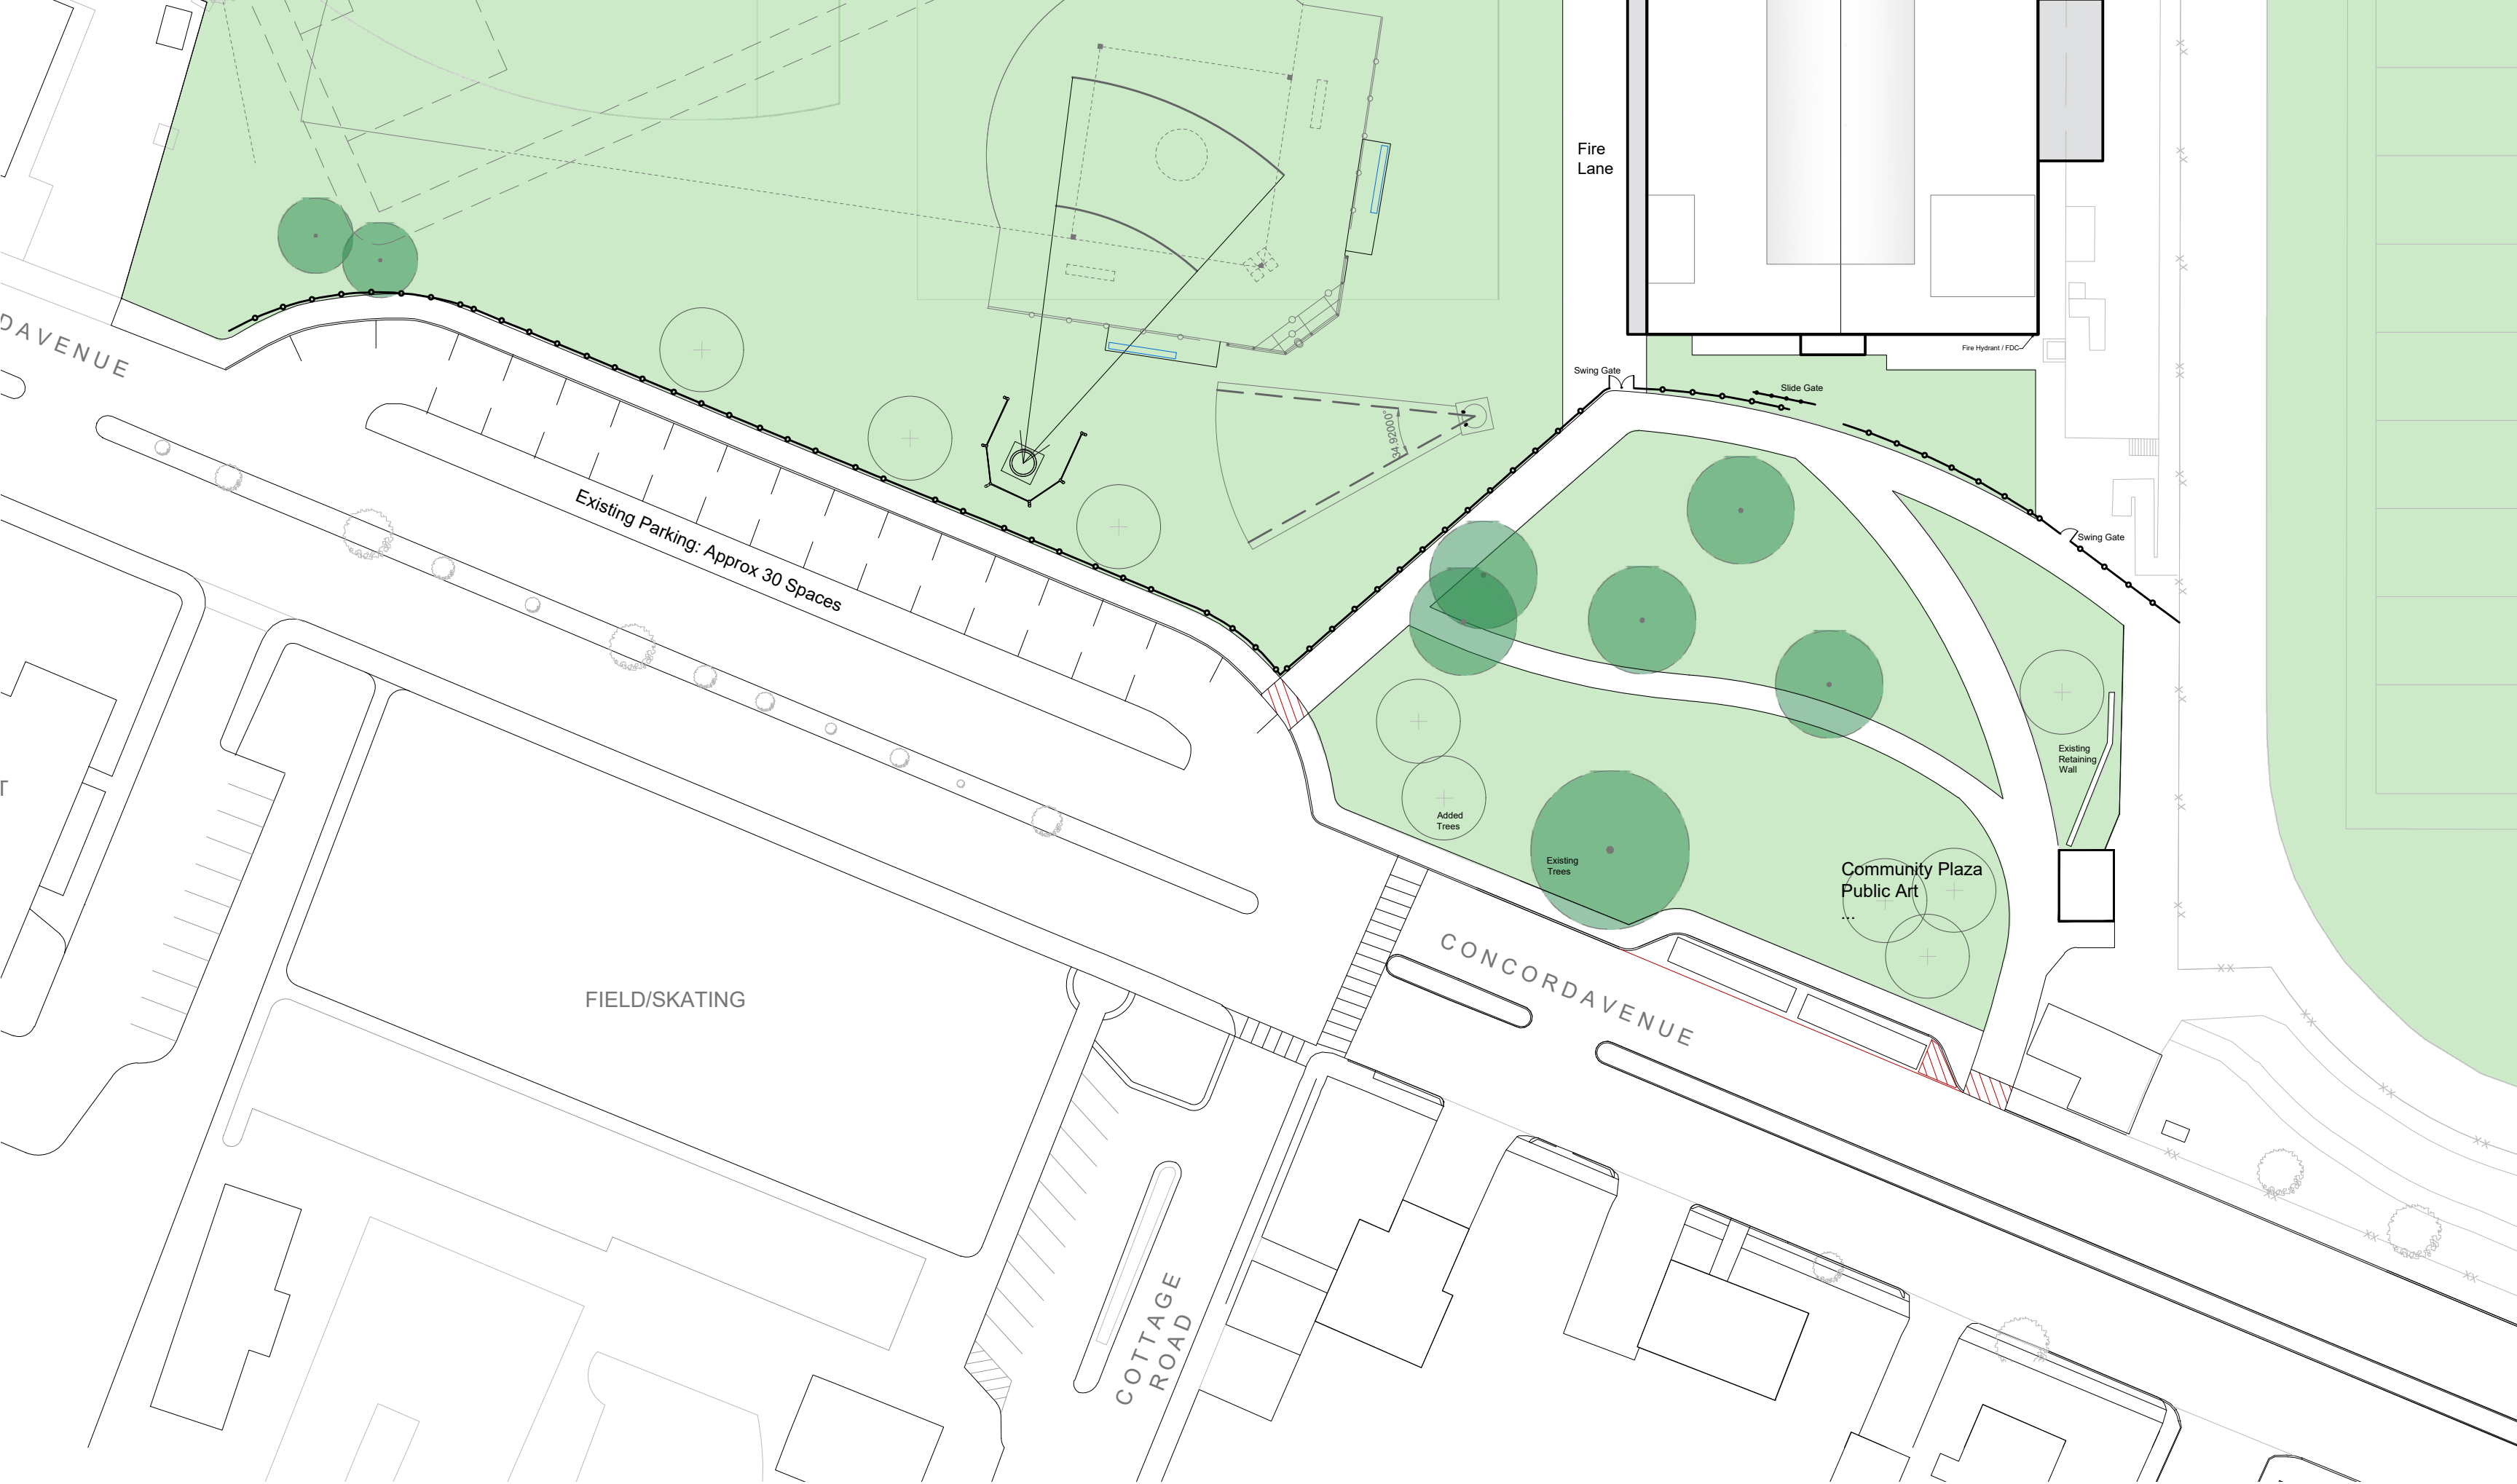 Fire
Lane
Fire Hydrant / FDC
Swing Gate
Slide Gate
DAVENUE
34.9200°
Existing Parking: Approx 30 Spaces
Swing Gate
Existing
Retaining
Wall
Added
Trees
Existing
Trees
Community Plaza
Public Art
...
T
CONCORDAVENUE
FIELD/SKATING
COTTAGE
ROAD